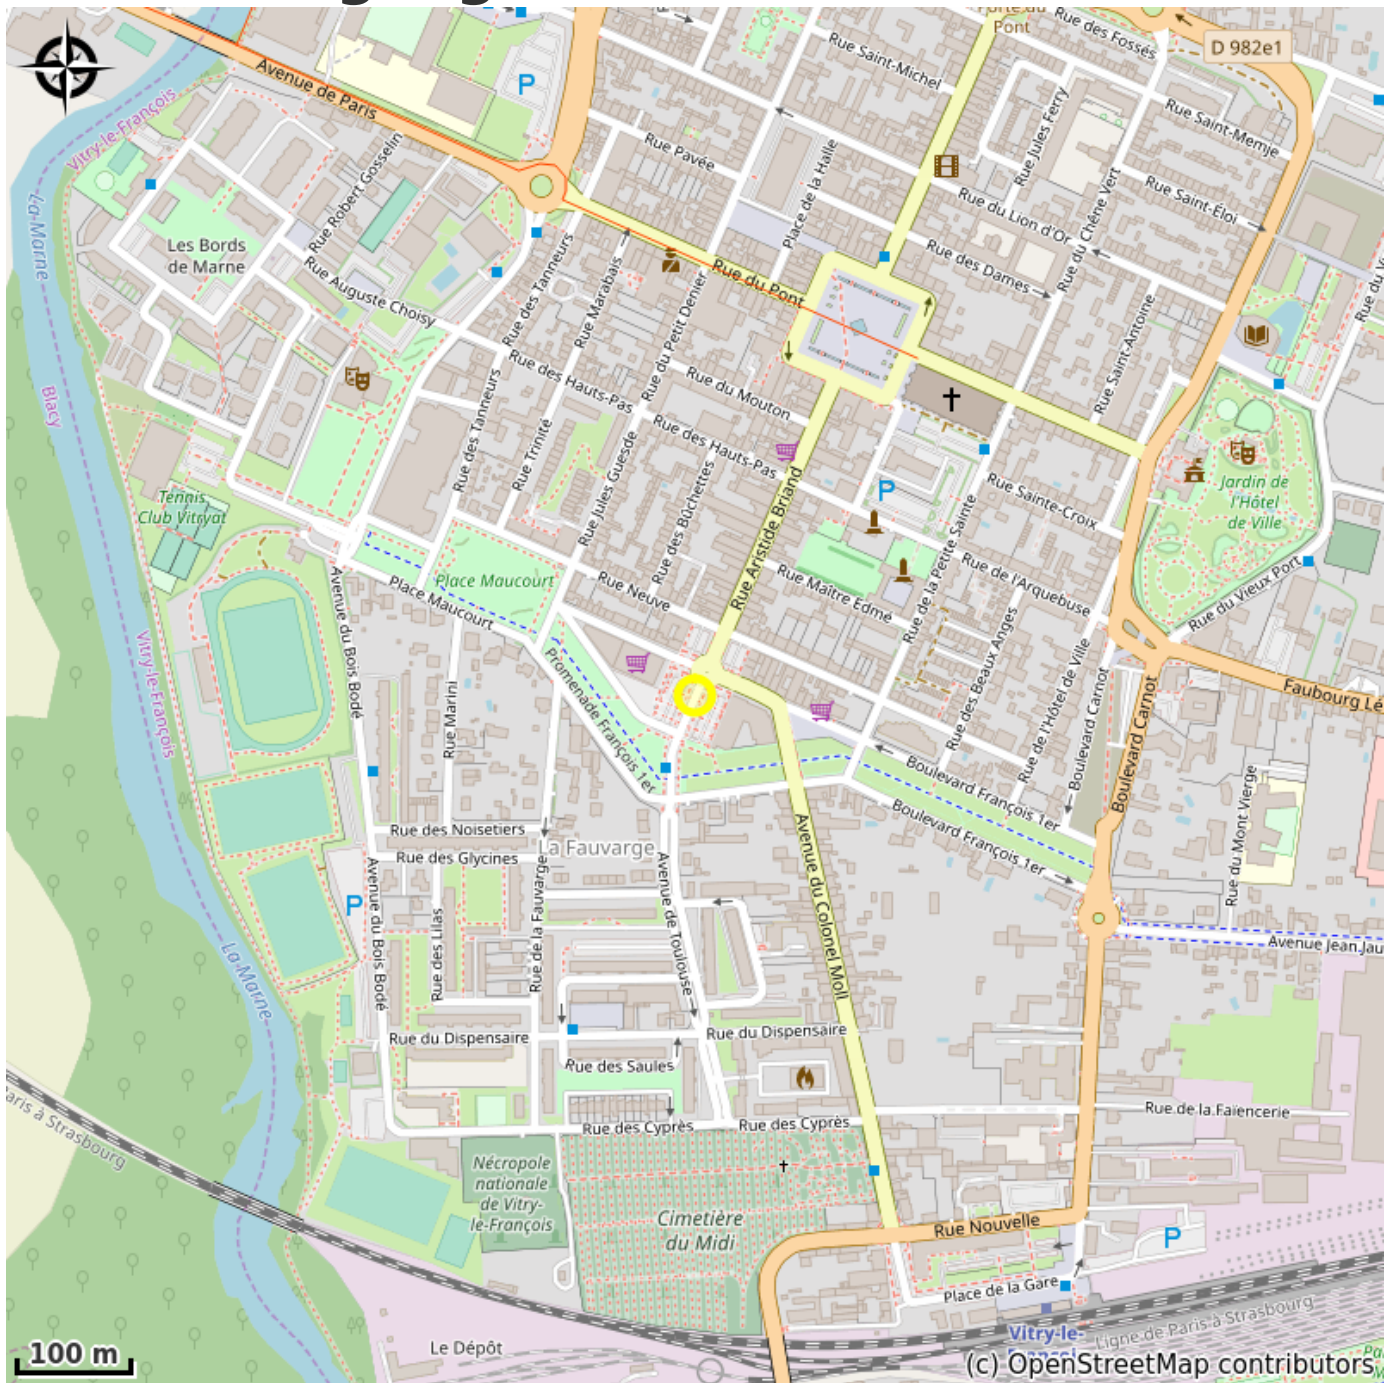 Porte du
Pont
Rue des Fossés
D 982e1
Rue Saint-Michel
Avenue de Paris
P
Vitry-le-François
Rue Saint-Memje
Rue Jules Ferry
Rue Pavée
Place de la Halle
Rue Robert Gosselin
Rue du Chêne Vert
Rue Saint-Éloi
Rue du Lion d'Or
La Marne
Les Bords
de Marne
Rue des Dames
Rue du Pont
Rue Auguste Choisy
Rue des Tanneurs
Rue Marabais
Rue du Petit Denier
Rue Saint-Antoine
Rue des Hauts-Pas
Rue du Mouton
Blacy
Rue des Tanneurs
Rue Trinité
Rue Jules Guesde
Rue des Hauts-Pas
Rue des Bûchettes
Rue Aristide Briand
P
Rue Sainte-Croix
Jardin de
l'Hôtel
de Ville
Tennis
Club Vitryat
Rue de la Petite Sainte
Rue de l'Arquebuse
Rue du Vieux Port
Place Maucourt
Place Maucourt
Rue Neuve
Rue Maître Edmé
Avenue du Bois Bodé
Vitry-le-François
Rue Marini
Promenade François 1er
Rue des Beaux Anges
Rue de l'Hôtel de Ville
Boulevard Carnot
Boulevard Carnot
Faubourg Lé
Boulevard François 1er
Boulevard François 1er
Rue du Mont Vierge
Rue des Noisetiers
La Fauvarge
Rue des Glycines
Avenue du Colonel Moll
Avenue de Toulouse
Rue de la Fauvarge
P
Avenue du Bois Bodé
Rue des Lilas
La Marne
Avenue Jean Jau
Rue du Dispensaire
Rue du Dispensaire
Rue des Saules
Paris à Strasbourg
Rue des Cyprès
Rue des Cyprès
Rue de la Faïencerie
Nécropole
nationale
de Vitry-
le-François
Cimetière
du Midi
Rue Nouvelle
P
Place de la Gare
Ligne de Paris à Strasbourg
Vitry-le-
François
Le Dépôt
100 m
(c) OpenStreetMap contributors